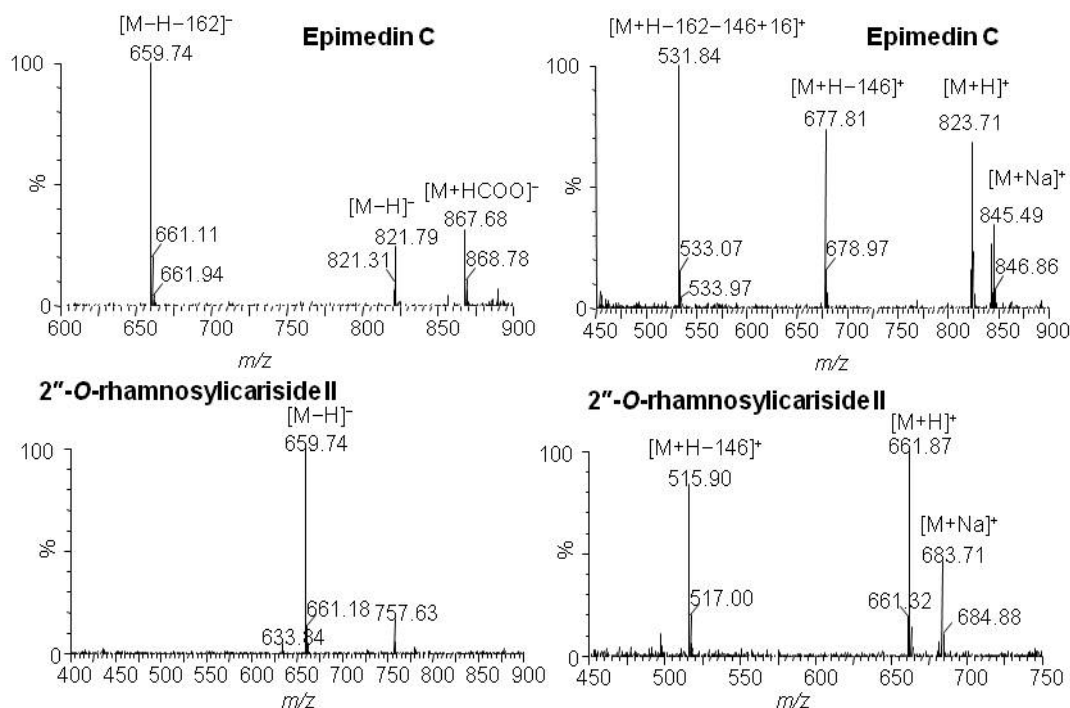 [M−H−162]⁻
659.74
Epimedin C
100
%
0
661.11
661.94
[M−H]⁻
821.79
821.31
[M+HCOO]⁻
867.68
868.78
600 650 700 750 800 850 900
m/z
[M+H−162−146+16]⁺
531.84
Epimedin C
100
%
0
533.07
533.97
[M+H−146]⁺
677.81
678.97
[M+H]⁺
823.71
[M+Na]⁺
845.49
846.86
450 500 550 600 650 700 750 800 850 900
m/z
2″-O-rhamnosylicariside II
[M−H]⁻
659.74
100
%
0
633.84
661.18
757.63
400 450 500 550 600 650 700 750 800 850 900
m/z
2″-O-rhamnosylicariside II
[M+H−146]⁺
515.90
100
%
0
517.00
[M+H]⁺
661.87
661.32
[M+Na]⁺
683.71
684.88
450 500 550 600 650 700 750
m/z